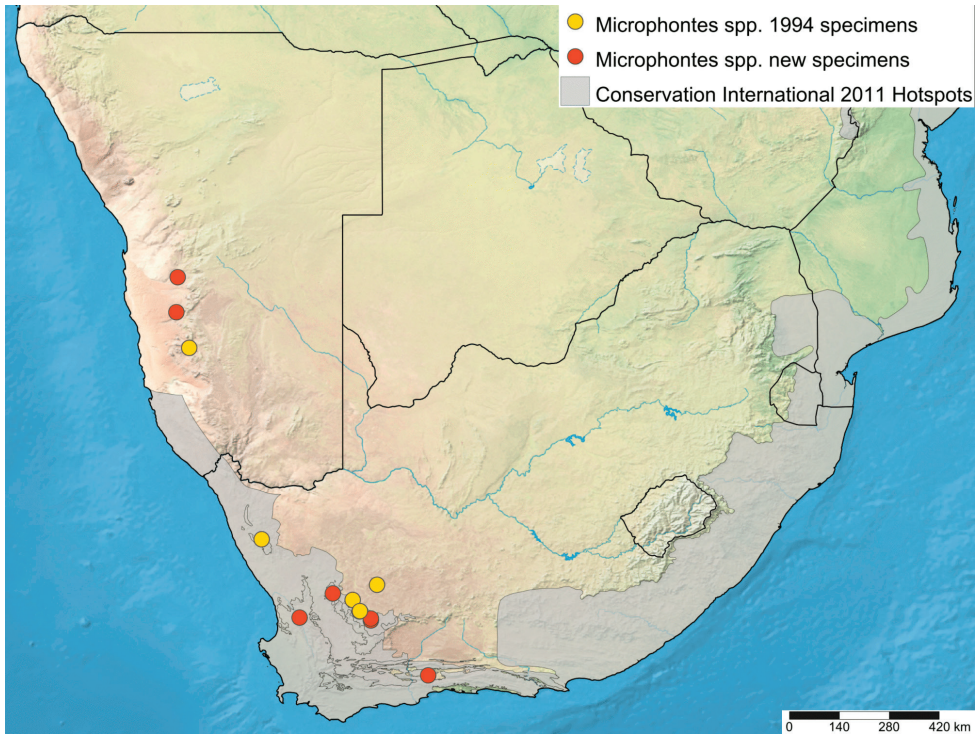 Microphontes spp. 1994 specimens
Microphontes spp. new specimens
Conservation International 2011 Hotspots
0 140 280 420 km